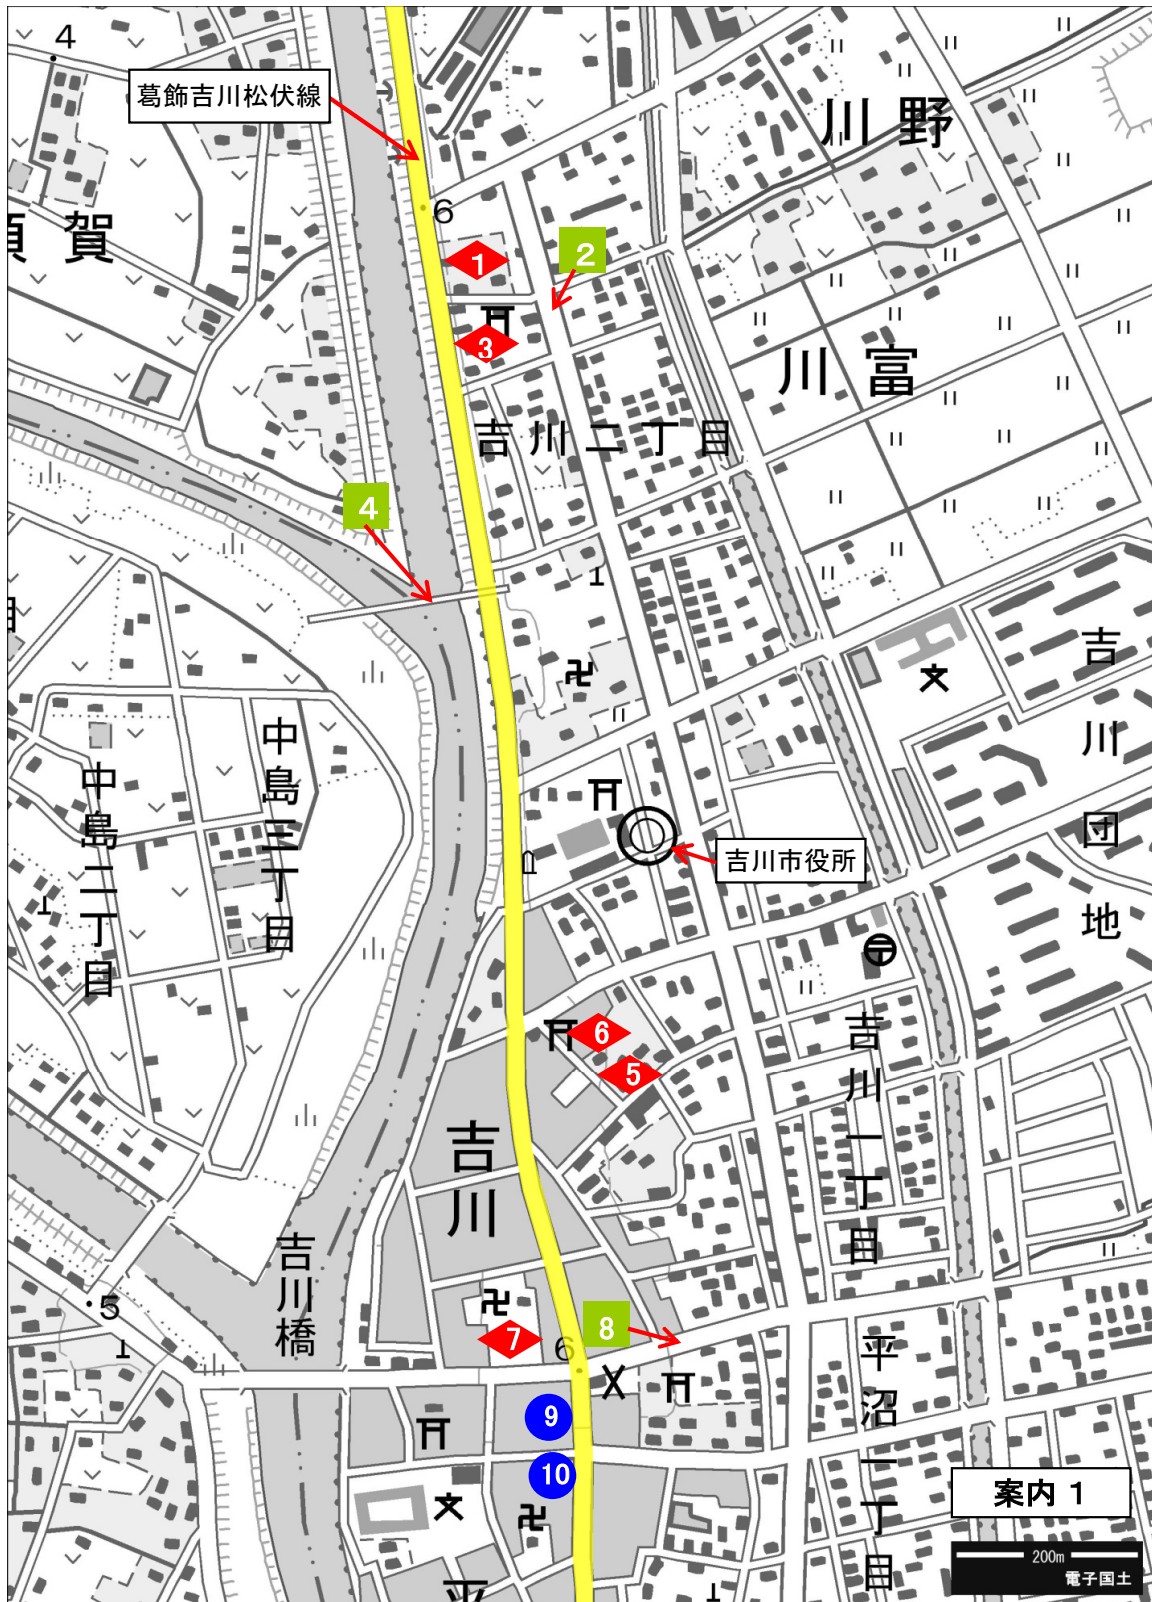 4
葛飾吉川松伏線
川野
6
須賀
1
2
3
川富
吉川二丁目
4
吉川団地
中島三丁目
中島二丁目
吉川市役所
6
5
吉川一丁目
吉川
吉川橋
5
8
7
6
平沼一丁目
9
10
案内 1
200m
電子国土
平